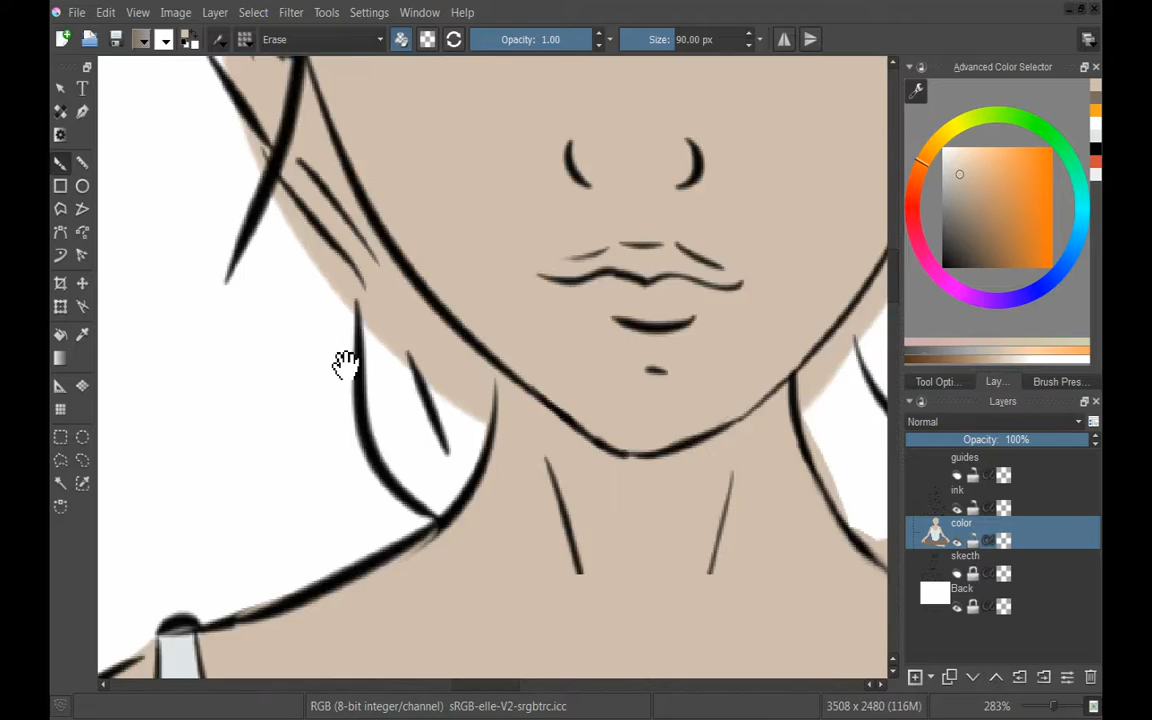 File Edit View Image Layer Select Filter Tools Settings Window Help
Erase Opacity: 1.00 Size: 90.00 px
T
Advanced Color Selector
Tool Opti... Lay... Brush Pres...
Layers
Normal
Opacity: 100%
guides
ink
color
skecth
Back
RGB (8-bit integer/channel) sRGB-elle-V2-srgbtrc.icc 3508 x 2480 (116M) 283%